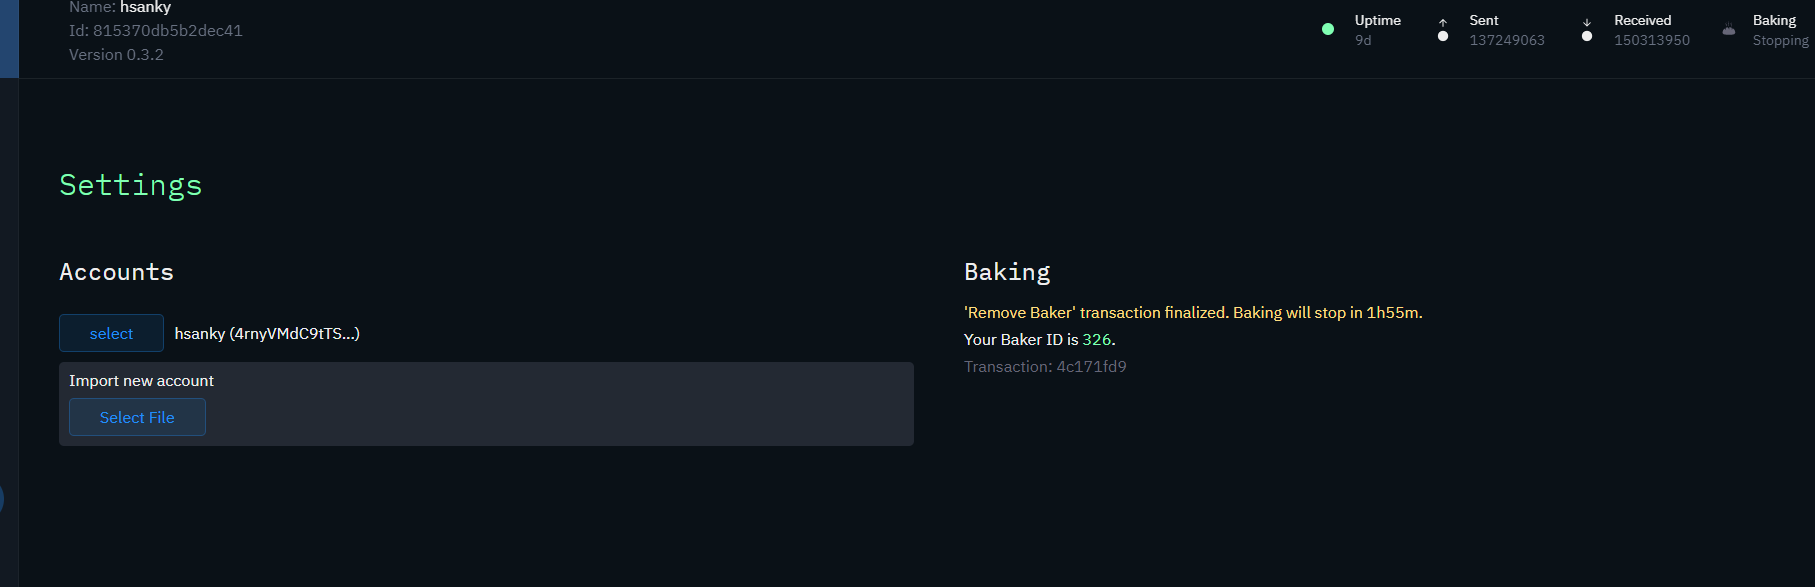 Name: hsanky
Id: 815370db5b2dec41
Version 0.3.2
Uptime
9d
Sent
137249063
Received
150313950
Baking
Stopping
Settings
Accounts
select hsanky (4rnyVMdC9tTS...)
Import new account
Select File
Baking
'Remove Baker' transaction finalized. Baking will stop in 1h55m.
Your Baker ID is 326.
Transaction: 4c171fd9